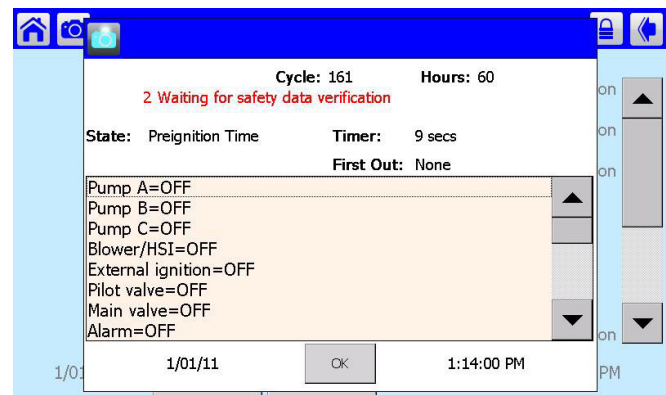 Cycle: 161 Hours: 60
2 Waiting for safety data verification
on
State: Preignition Time Timer: 9 secs
on
First Out: None
on
Pump A=OFF
Pump B=OFF
Pump C=OFF
Blower/HSI=OFF
External ignition=OFF
Pilot valve=OFF
Main valve=OFF
Alarm=OFF
on
1/01/11 OK 1:14:00 PM
1/01
PM